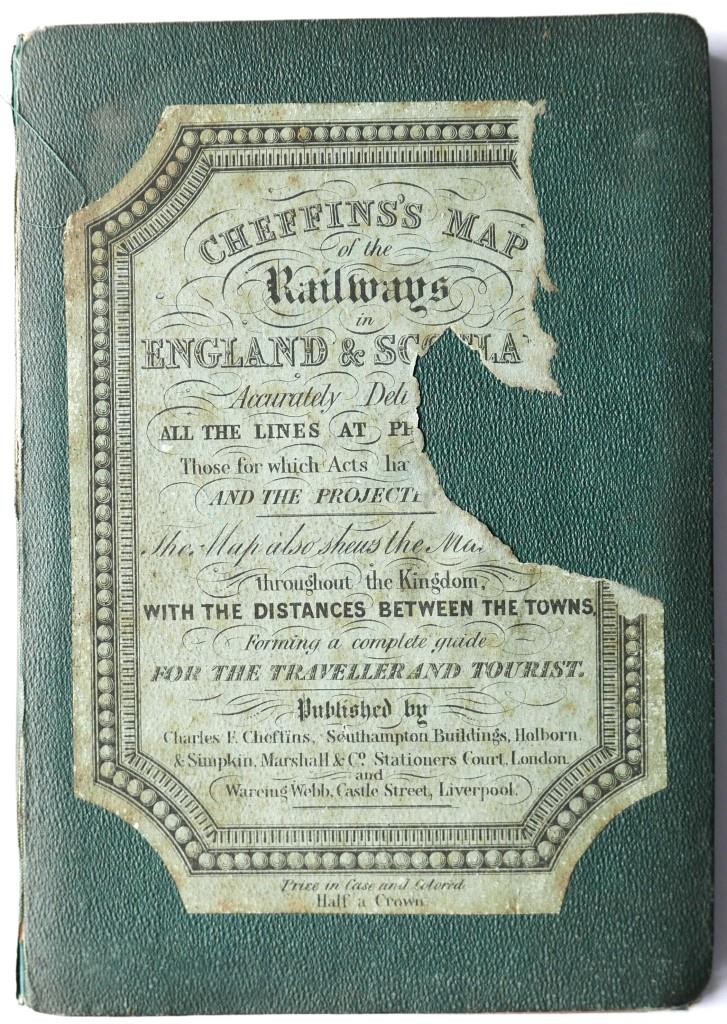 CHEFFINS'S MAP
of the
Railways
in
ENGLAND & SCOTLA
Accurately Deli
ALL THE LINES AT PR
Those for which Acts ha
AND THE PROJECTE
The Map also shews the Ma
throughout the Kingdom,
WITH THE DISTANCES BETWEEN THE TOWNS,
Forming a complete guide
FOR THE TRAVELLER AND TOURIST.
Published by
Charles F. Cheffins, Southampton Buildings, Holborn.
& Simpkin, Marshall & Co. Stationers Court, London.
and
Wareing Webb, Castle Street, Liverpool.
Price in Case and Colored
Half a Crown